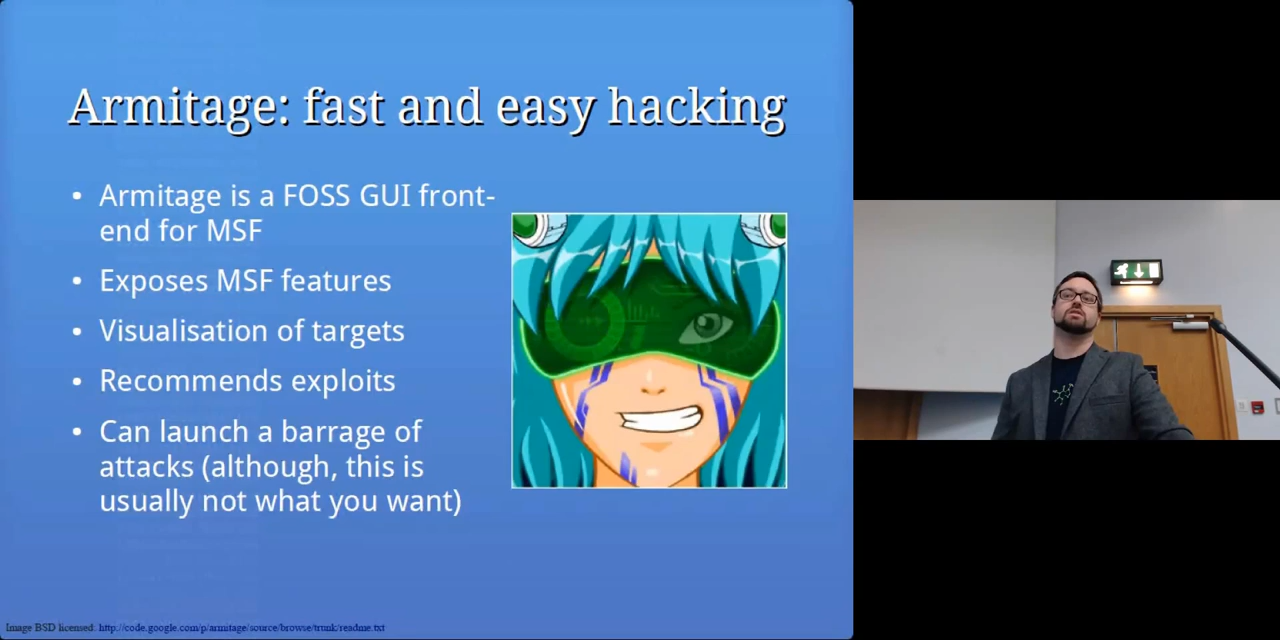 Armitage: fast and easy hacking
• Armitage is a FOSS GUI front-
end for MSF
• Exposes MSF features
• Visualisation of targets
• Recommends exploits
• Can launch a barrage of
attacks (although, this is
usually not what you want)
Image BSD licensed: http://code.google.com/p/armitage/source/browse/trunk/readme.txt